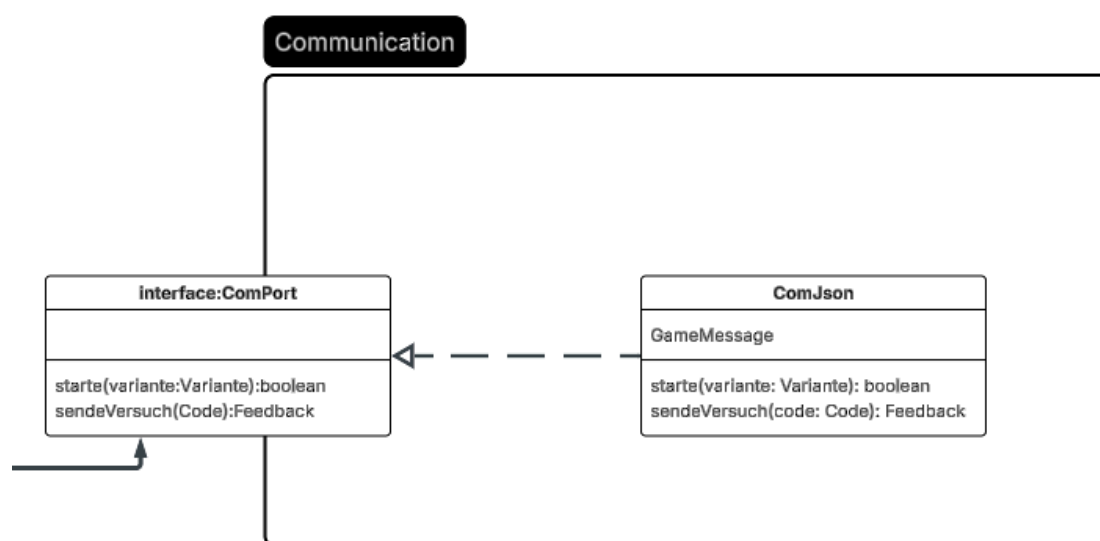 Communication
interface:ComPort
starte(variante:Variante):boolean
sendeVersuch(Code):Feedback
ComJson
GameMessage
starte(variante: Variante): boolean
sendeVersuch(code: Code): Feedback